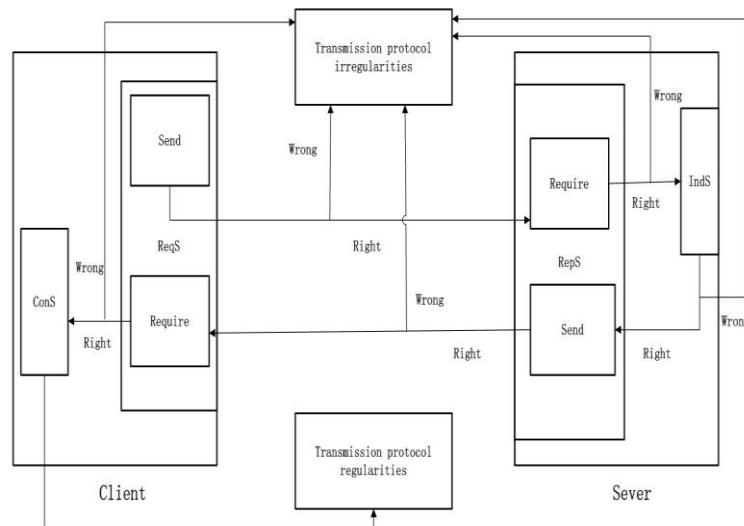 Transmission protocol
irregularities
Send
Wrong
Wrong
Require
IndS
Right
Right
ReqS
RepS
Wrong
ConS
Wrong
Require
Send
Wrong
Right
Right
Right
Transmission protocol
regularities
Client
Sever